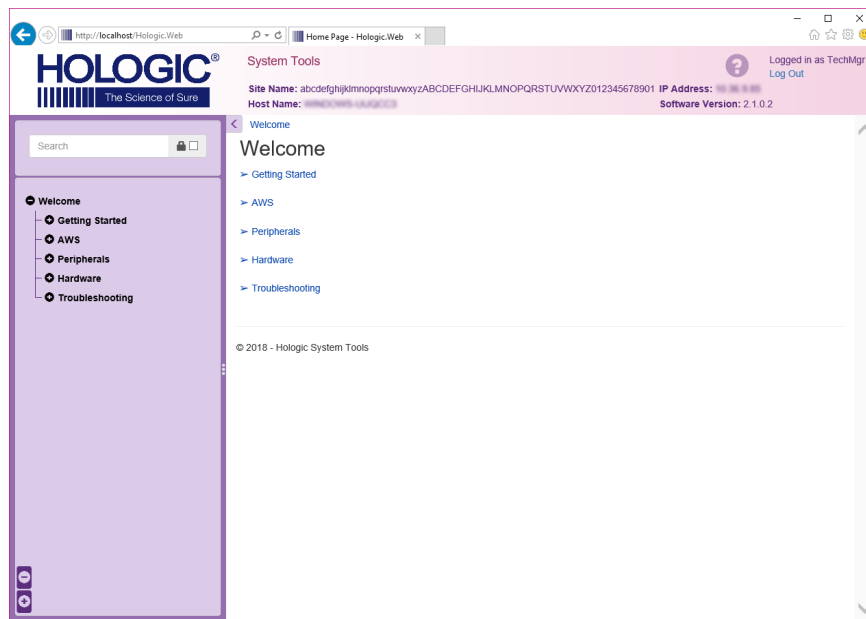 http://localhost/Hologic.Web
Home Page - Hologic.Web
HOLOGIC®
The Science of Sure
System Tools
Logged in as TechMgr
Log Out
Site Name: abcdefghijklmnopqrstuvwxyzABCDEFGHIJKLMNOPQRSTUVWXYZ012345678901 IP Address:
Host Name:
Software Version: 2.1.0.2
Search
Welcome
Welcome
➢ Getting Started
➢ AWS
➢ Peripherals
➢ Hardware
➢ Troubleshooting
Welcome
Getting Started
AWS
Peripherals
Hardware
Troubleshooting
© 2018 - Hologic System Tools